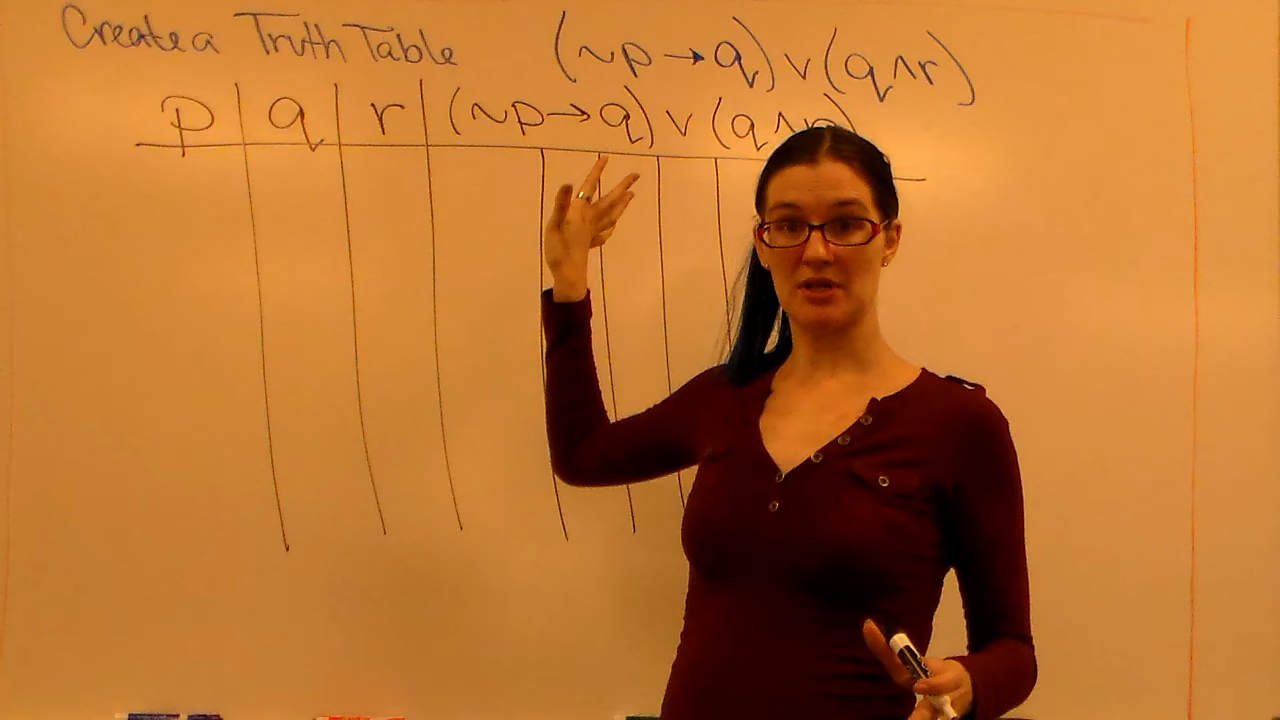 Create a Truth Table (~p→q)∨(q∧r)
p q r (~p→q)∨(q∧r)